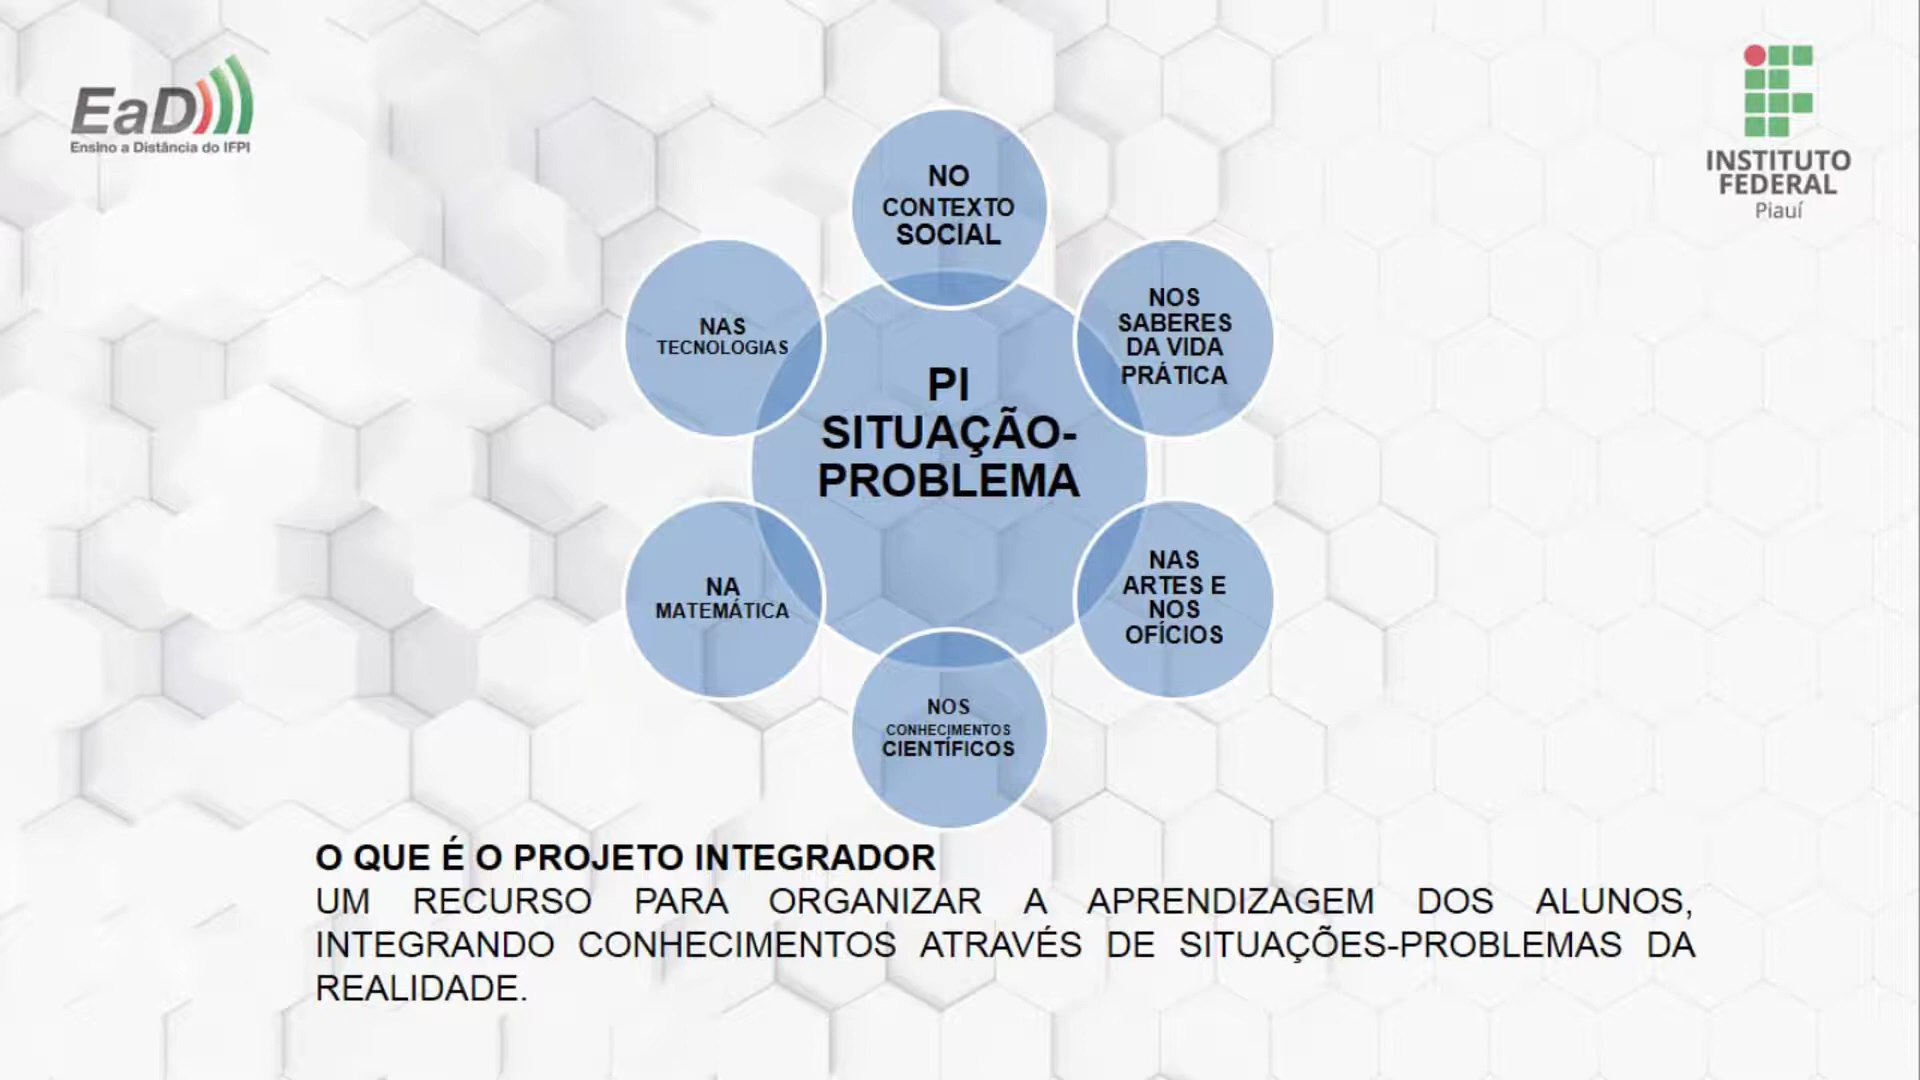 EaD
Ensino a Distância do IFPI
INSTITUTO
FEDERAL
Piauí
NO
CONTEXTO
SOCIAL
NOS
SABERES
DA VIDA
PRÁTICA
NAS
ARTES E
NOS
OFÍCIOS
NOS
CONHECIMENTOS
CIENTÍFICOS
NA
MATEMÁTICA
NAS
TECNOLOGIAS
PI
SITUAÇÃO-
PROBLEMA
O QUE É O PROJETO INTEGRADOR
UM RECURSO PARA ORGANIZAR A APRENDIZAGEM DOS ALUNOS,
INTEGRANDO CONHECIMENTOS ATRAVÉS DE SITUAÇÕES-PROBLEMAS DA
REALIDADE.